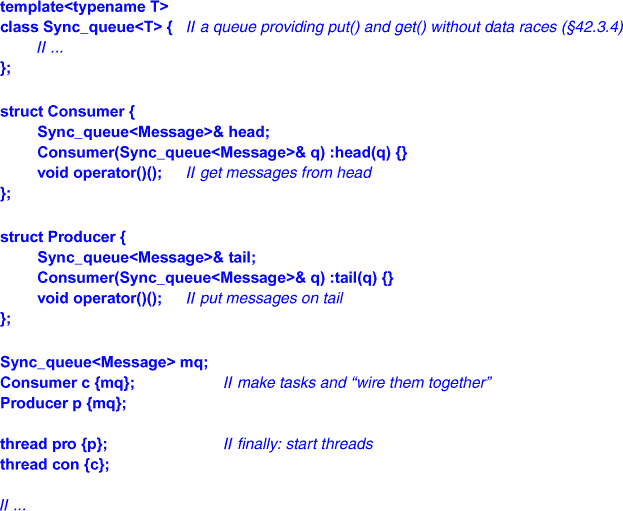 template<typename T>
class Sync_queue<T> { // a queue providing put() and get() without data races (§42.3.4)
// ...
};
struct Consumer {
Sync_queue<Message>& head;
Consumer(Sync_queue<Message>& q) :head(q) {}
void operator()(); // get messages from head
};
struct Producer {
Sync_queue<Message>& tail;
Consumer(Sync_queue<Message>& q) :tail(q) {}
void operator()(); // put messages on tail
};
Sync_queue<Message> mq;
Consumer c {mq}; // make tasks and “wire them together”
Producer p {mq};
thread pro {p}; // finally: start threads
thread con {c};
// ...